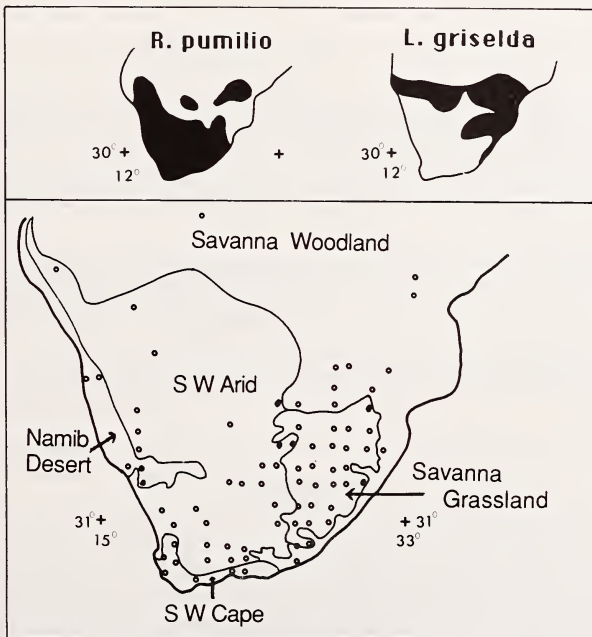 R. pumilio
L. griselda
30° +
12°
+
30° +
12°
Savanna Woodland
S W Arid
Namib
Desert
Savanna
Grassland
31° +
15°
+ 31°
33°
S W Cape